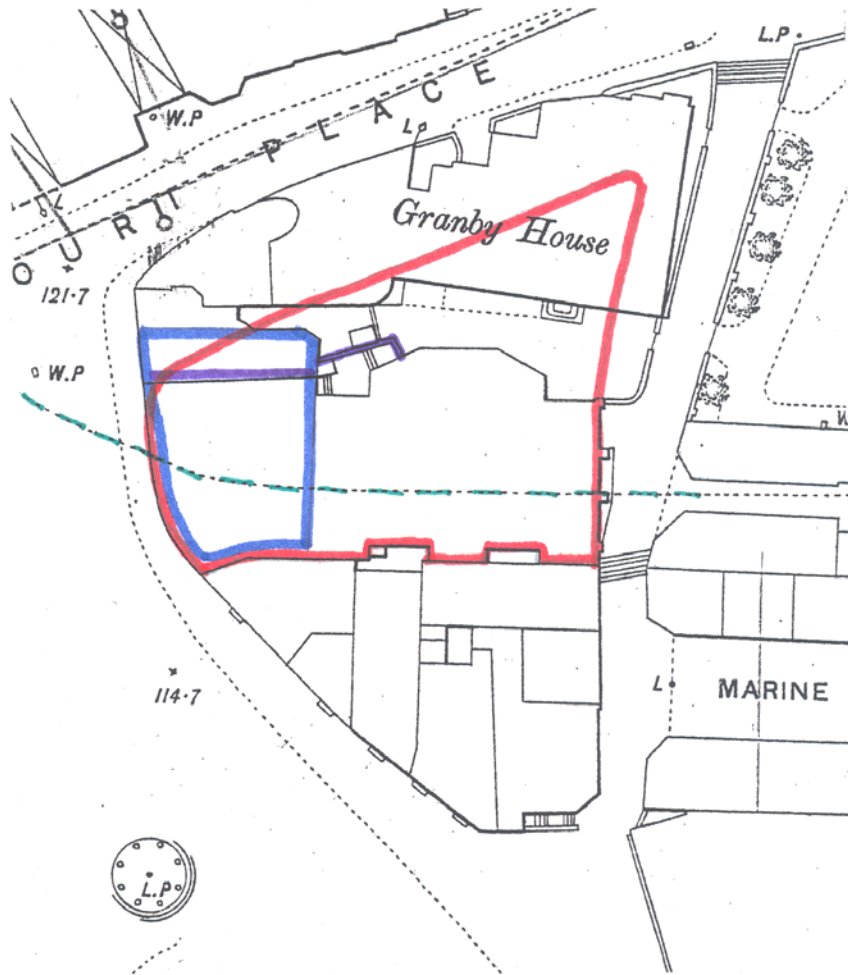 L.P
W.P
L
PLACE
L
Granby House
OURT
121.7
W.P
W
114.7
L
MARINE
L.P